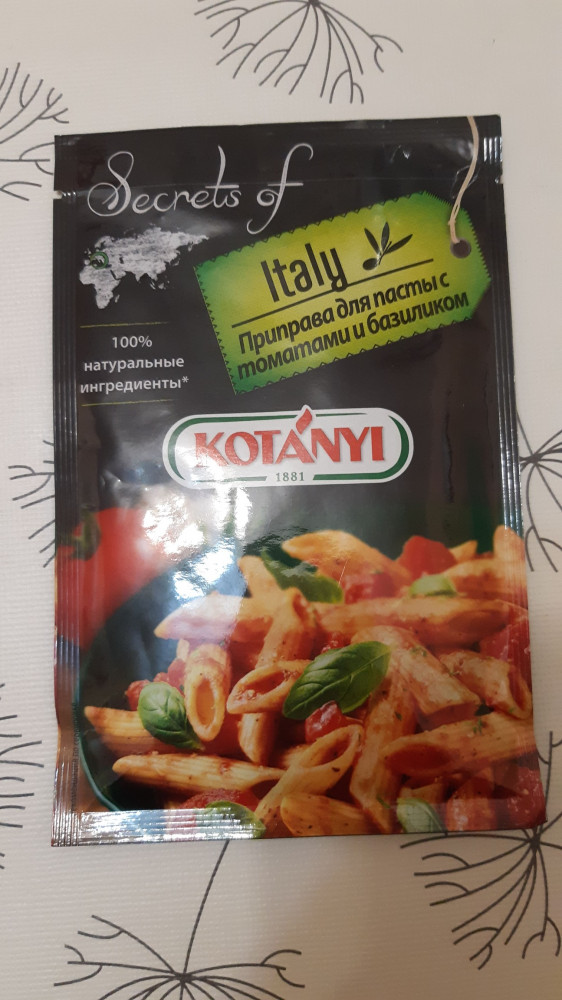 Secrets of
Italy
Приправа для пасты с
томатами и базиликом
100%
натуральные
ингредиенты*
KOTÁNYI
1881